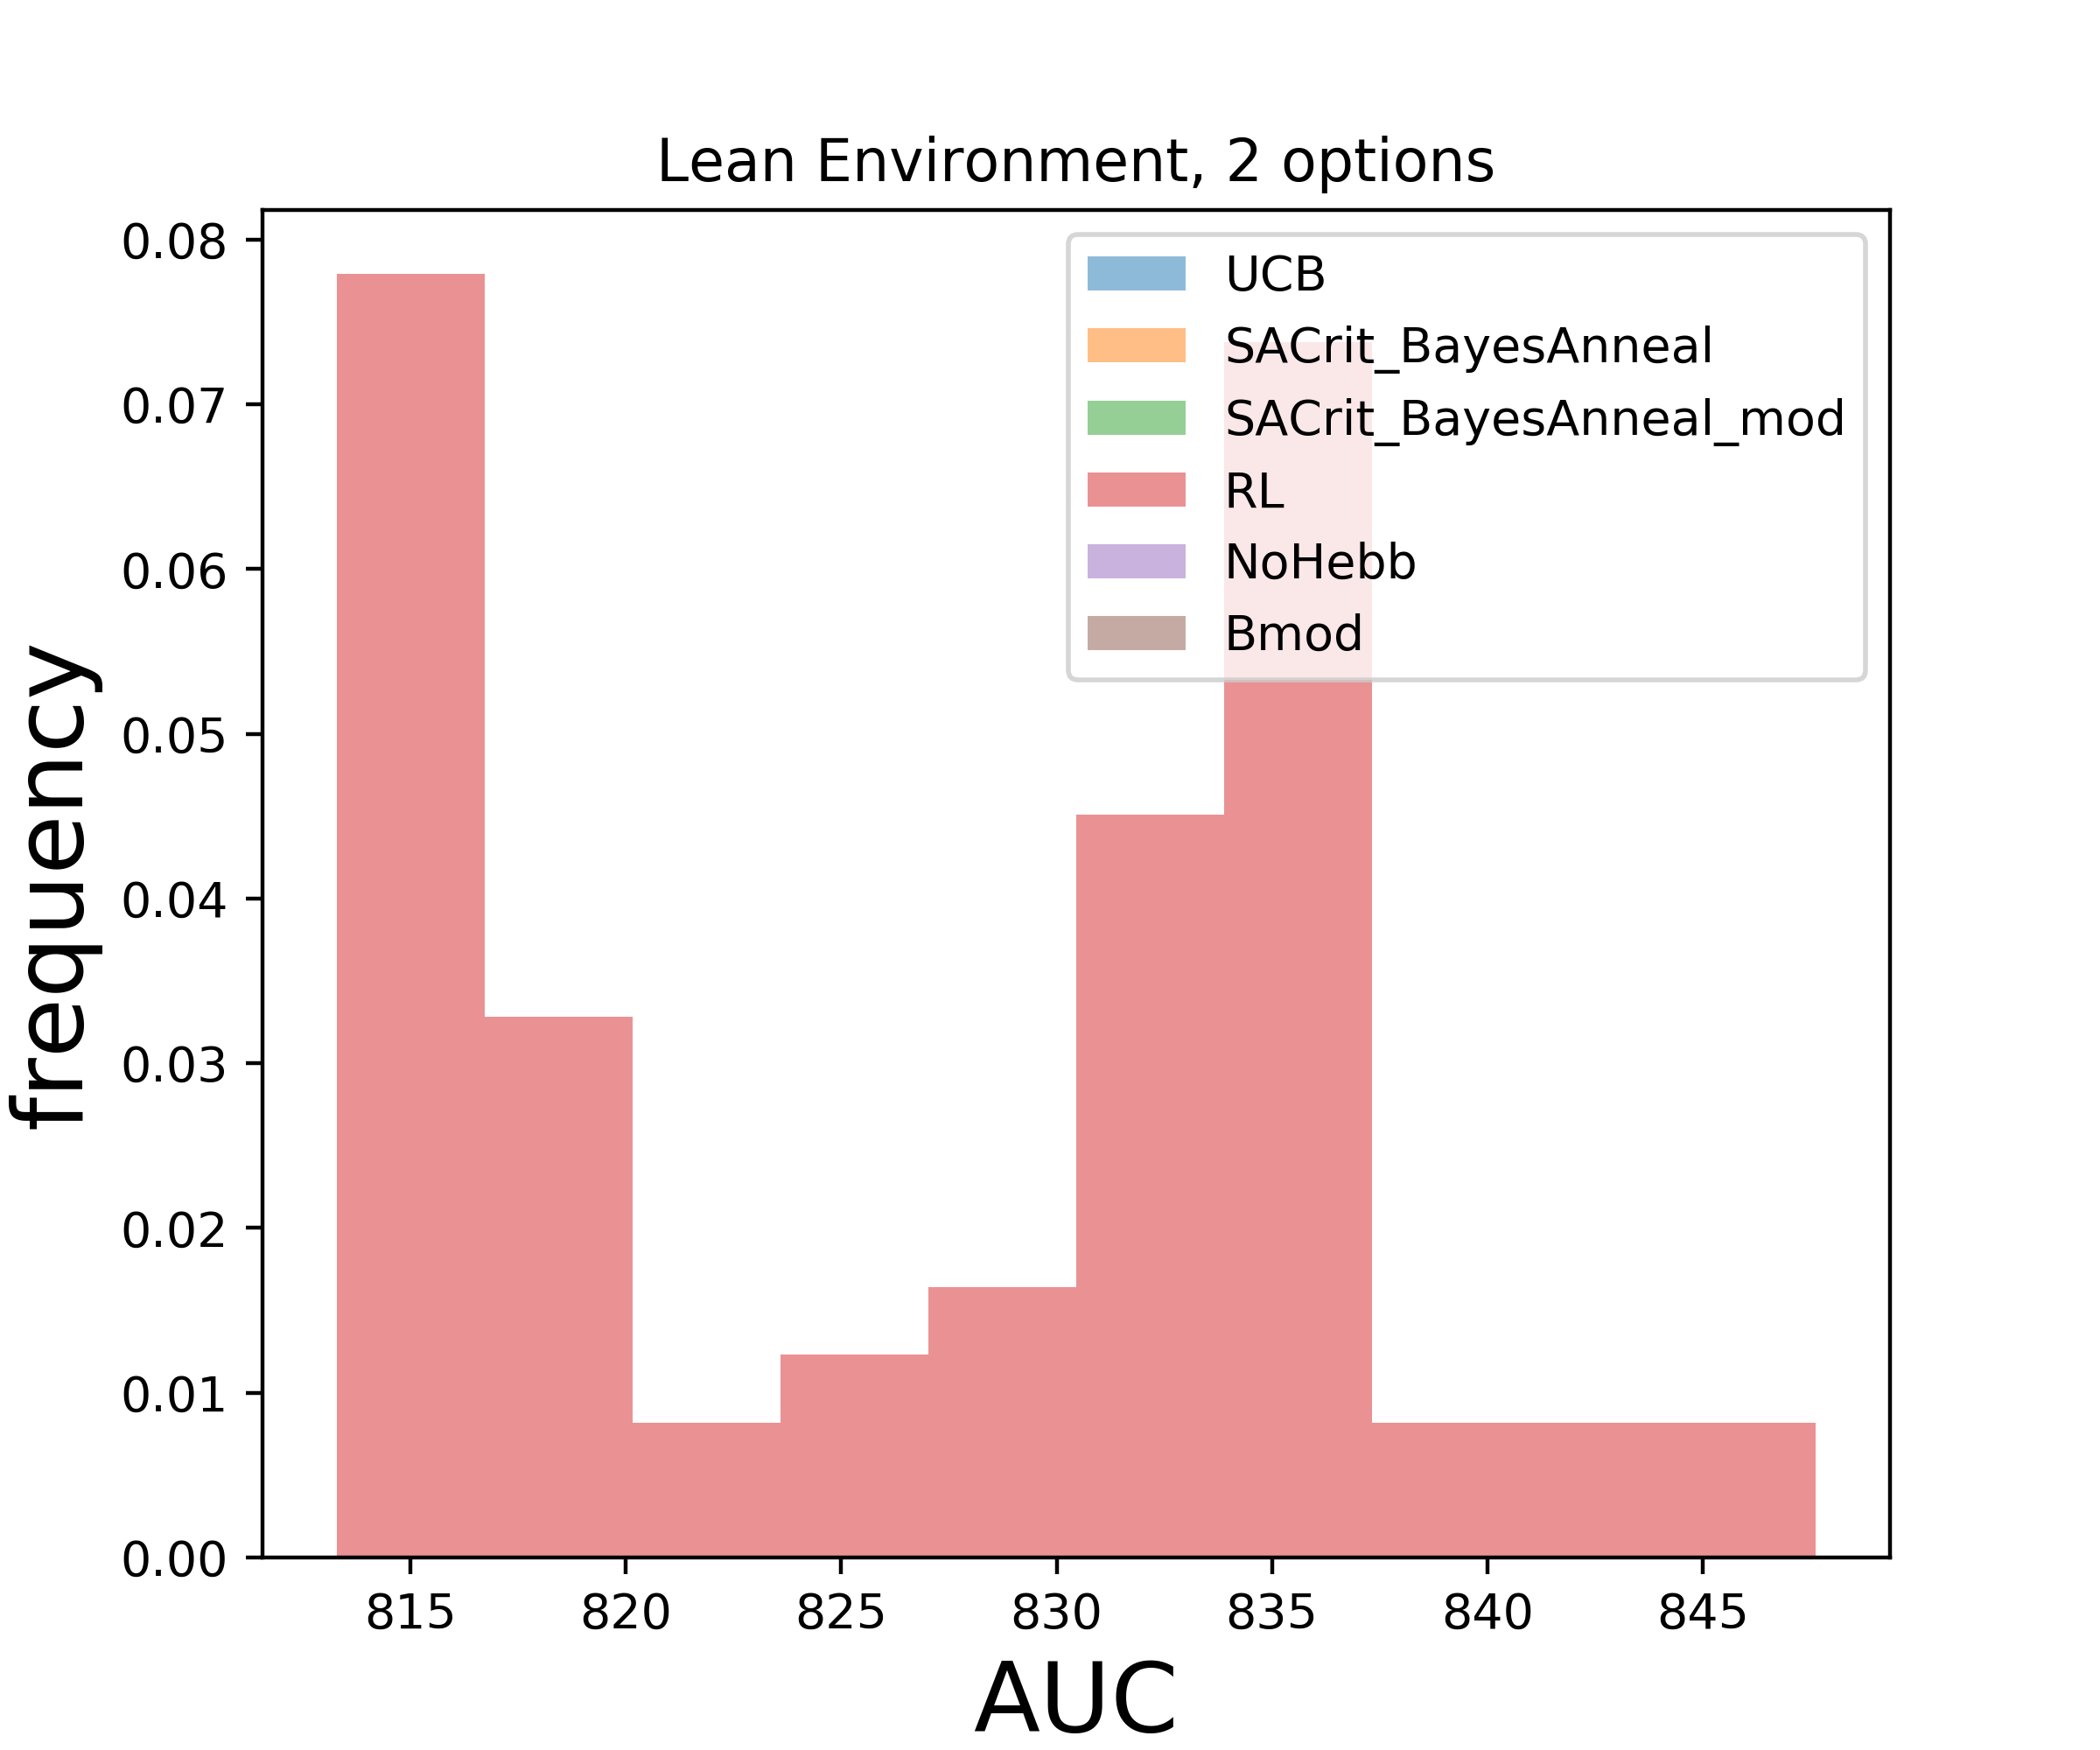 Lean Environment, 2 options
0.08
0.07
0.06
0.05
0.04
0.03
0.02
0.01
0.00
frequency
UCB
SACrit_BayesAnneal
SACrit_BayesAnneal_mod
RL
NoHebb
Bmod
815 820 825 830 835 840 845
AUC